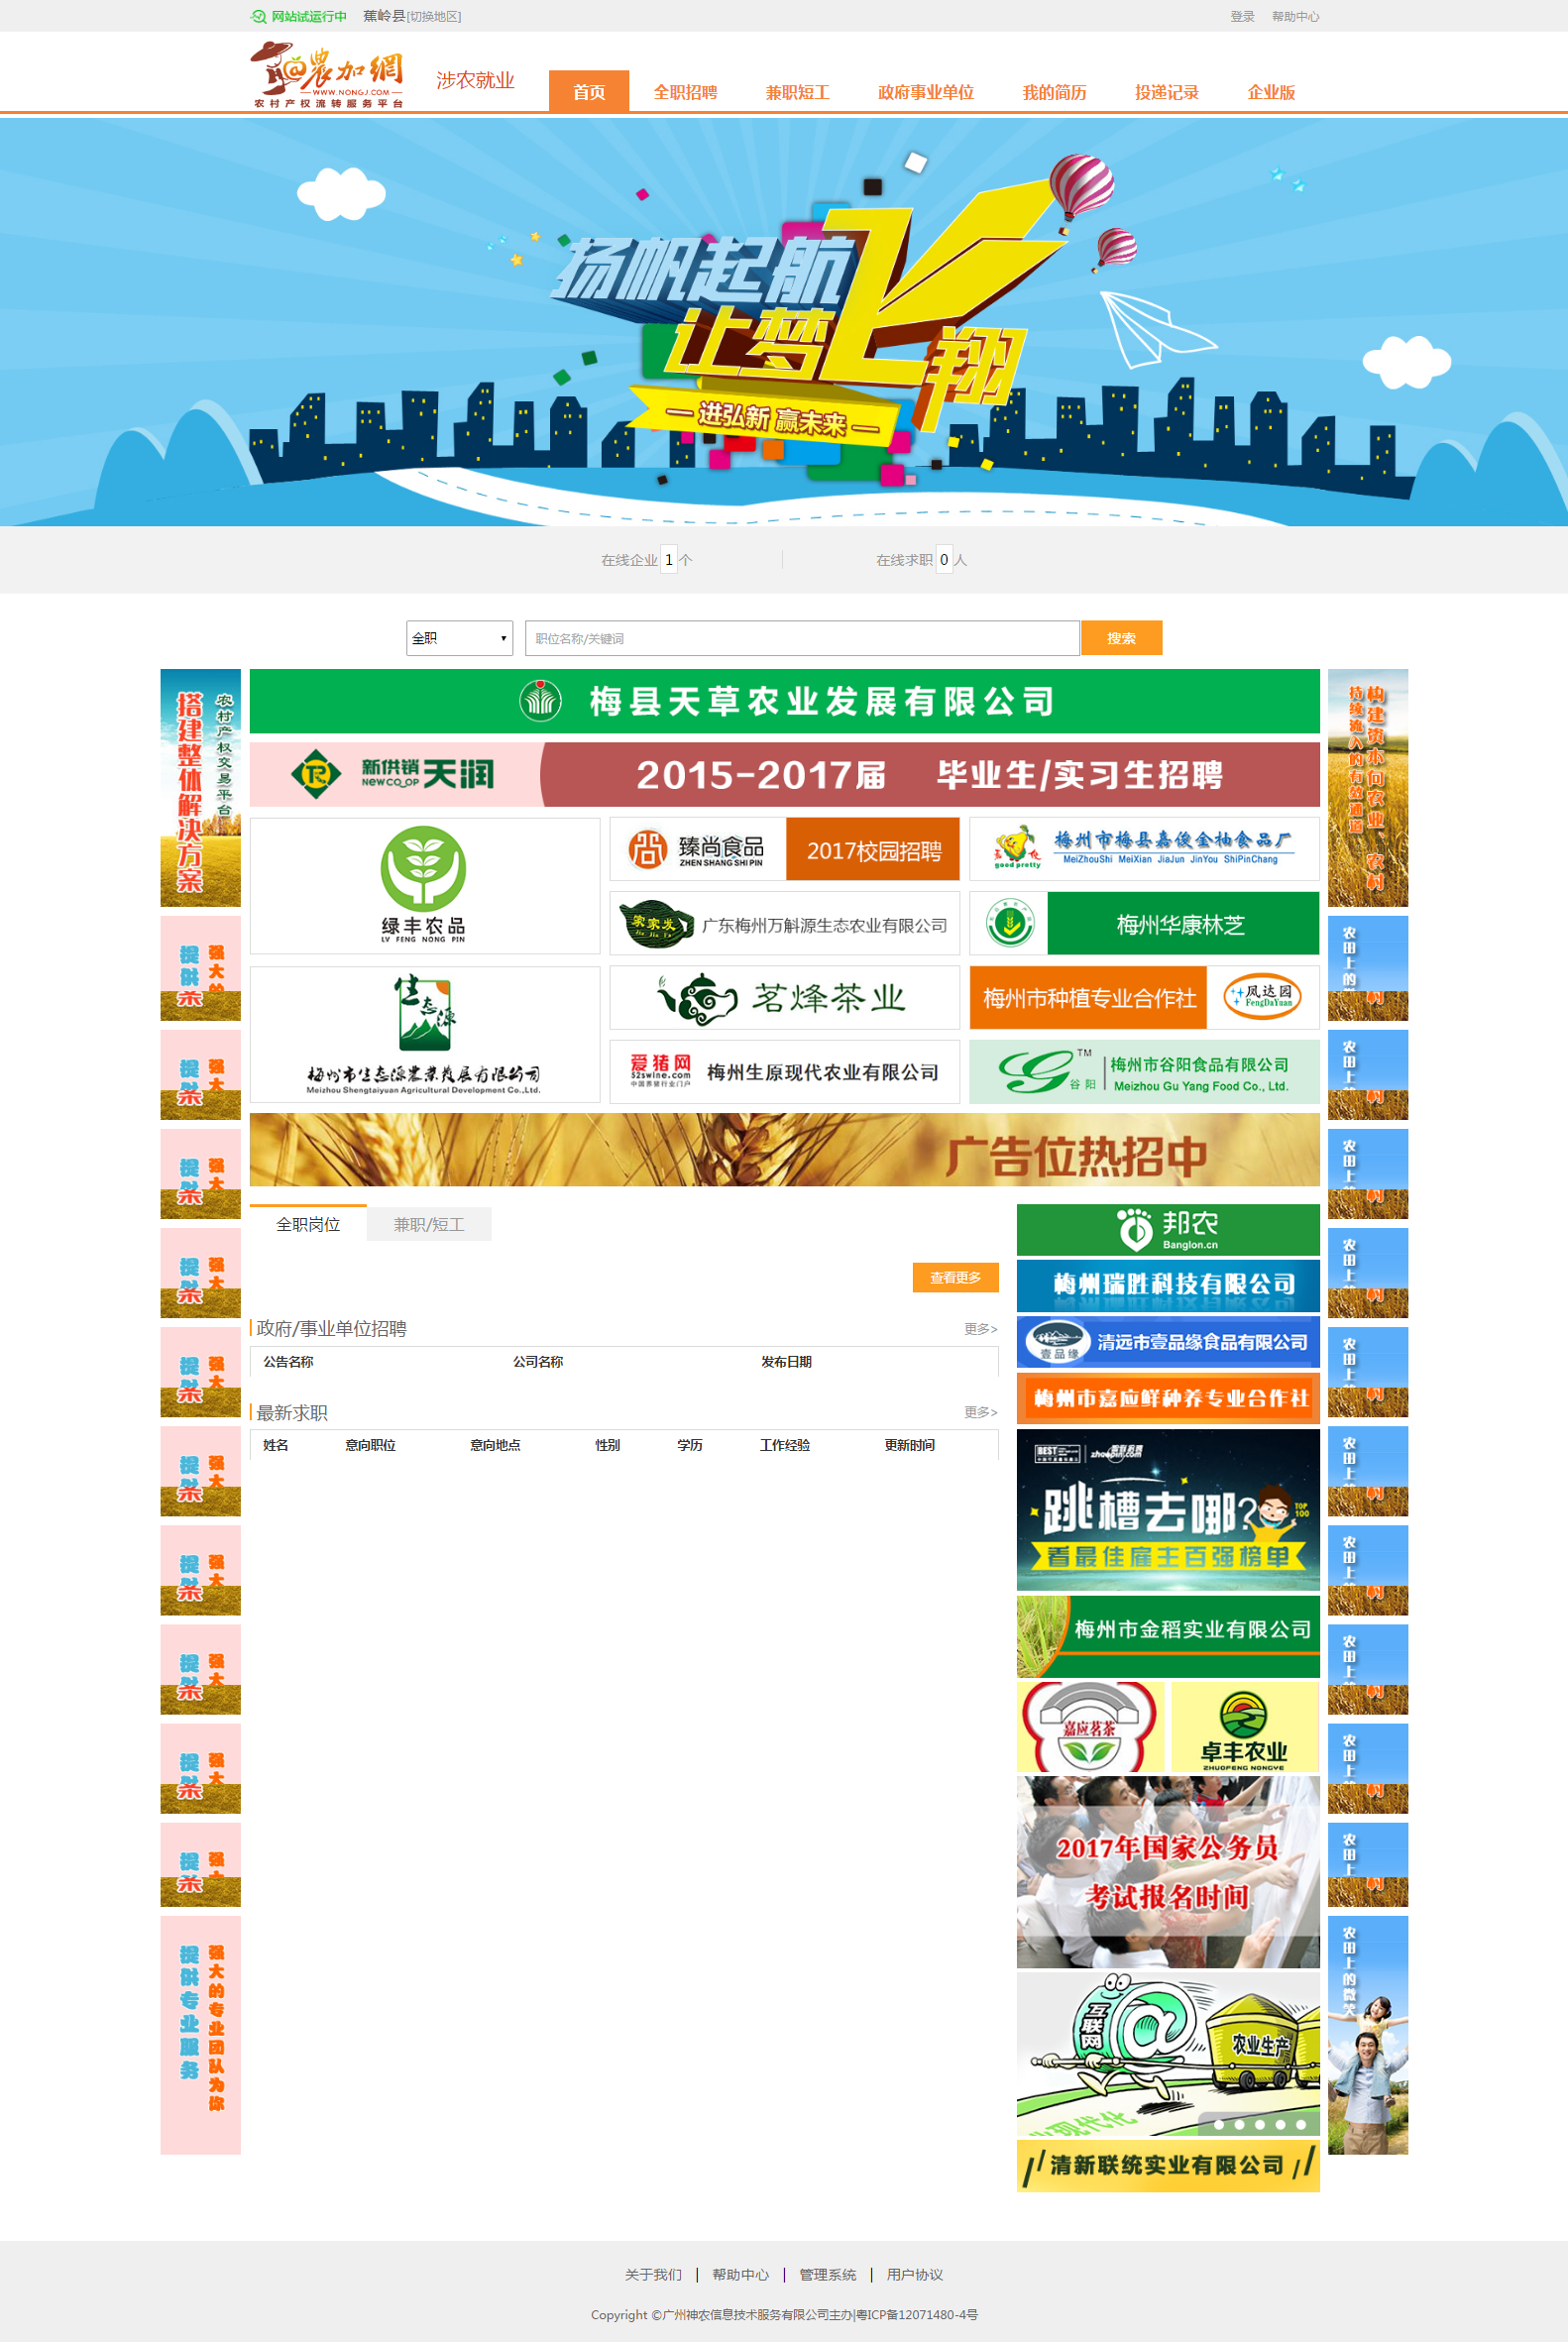 网站试运行中 蕉岭县[切换地区] 登录 帮助中心
@農加網
WWW.NONGJ.COM
农村产权流转服务平台
涉农就业 首页 全职招聘 兼职短工 政府事业单位 我的简历 投递记录 企业版
扬帆起航
让梦飞翔
进弘新 赢未来
在线企业 1 个 在线求职 0 人
全职 职位名称/关键词 搜索
农村产权交易平台
搭建整体解决方案
梅县天草农业发展有限公司
构建资本向农业 农村
持续流入的有效通道
新供销 天润
NEW CO_OP
2015-2017届 毕业生/实习生招聘
绿丰农品
LV FENG NONG PIN
臻尚食品
ZHEN SHANG SHI PIN
2017校园招聘
梅州市梅县嘉俊金柚食品厂
MeiZhouShi MeiXian JiaJun JinYou ShiPinChang
good pretty
家家发
广东梅州万斛源生态农业有限公司
梅州华康林芝
生态源
梅州市生态源农业发展有限公司
Meizhou Shengtaiyuan Agricultural Development Co.,Ltd.
茗烽茶业
梅州市种植专业合作社
凤达园
FengDaYuan
爱猪网
52swine.com
中国养猪行业门户
梅州生原现代农业有限公司
谷阳
TM
梅州市谷阳食品有限公司
Meizhou Gu Yang Food Co., Ltd.
广告位热招中
全职岗位 兼职/短工
查看更多
政府/事业单位招聘 更多>
公告名称 公司名称 发布日期
最新求职 更多>
姓名 意向职位 意向地点 性别 学历 工作经验 更新时间
邦农
Banglon.cn
梅州瑞胜科技有限公司
壹品缘
清远市壹品缘食品有限公司
梅州市嘉应鲜种养专业合作社
BEST
zhaopin.com
跳槽去哪?
TOP 100
看最佳雇主百强榜单
梅州市金稻实业有限公司
嘉应茗茶
卓丰农业
ZHUOFENG NONGYE
2017年国家公务员
考试报名时间
互联网
农业生产
现代化
清新联统实业有限公司
强大的专业团队为你
提供专业服务
农田上的微笑
关于我们 | 帮助中心 | 管理系统 | 用户协议
Copyright ©广州神农信息技术服务有限公司主办|粤ICP备12071480-4号